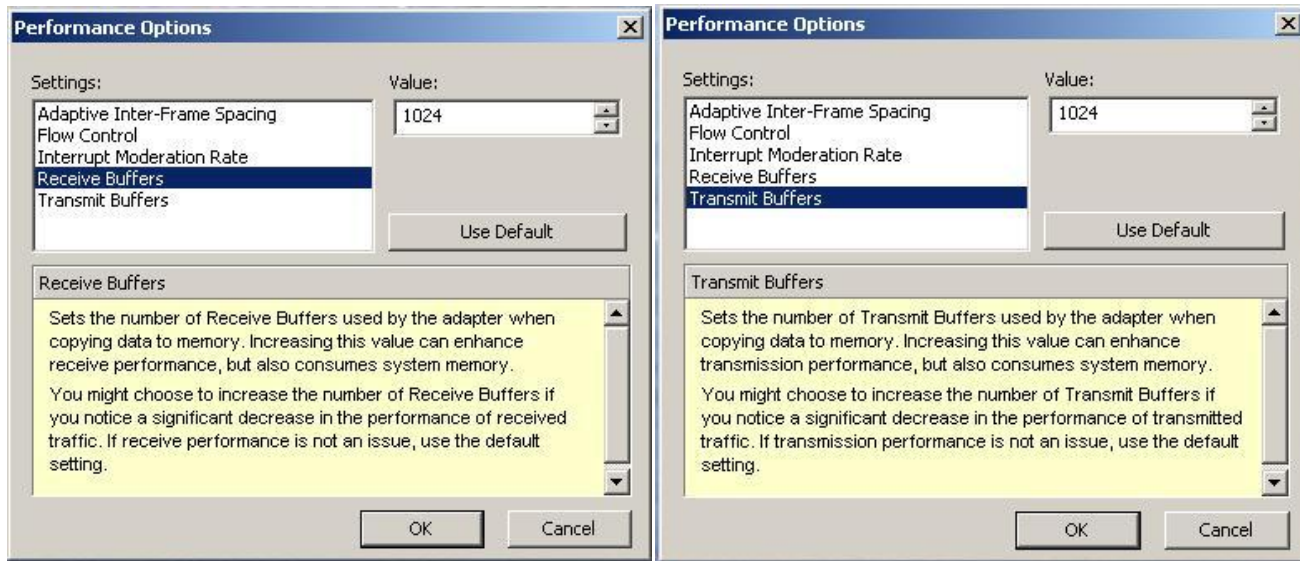 Performance Options
Settings:
Value:
Adaptive Inter-Frame Spacing
Flow Control
Interrupt Moderation Rate
Receive Buffers
Transmit Buffers
1024
Use Default
Receive Buffers
Sets the number of Receive Buffers used by the adapter when
copying data to memory. Increasing this value can enhance
receive performance, but also consumes system memory.
You might choose to increase the number of Receive Buffers if
you notice a significant decrease in the performance of received
traffic. If receive performance is not an issue, use the default
setting.
OK
Cancel
Performance Options
Settings:
Value:
Adaptive Inter-Frame Spacing
Flow Control
Interrupt Moderation Rate
Receive Buffers
Transmit Buffers
1024
Use Default
Transmit Buffers
Sets the number of Transmit Buffers used by the adapter when
copying data to memory. Increasing this value can enhance
transmission performance, but also consumes system memory.
You might choose to increase the number of Transmit Buffers if
you notice a significant decrease in the performance of transmitted
traffic. If transmission performance is not an issue, use the default
setting.
OK
Cancel